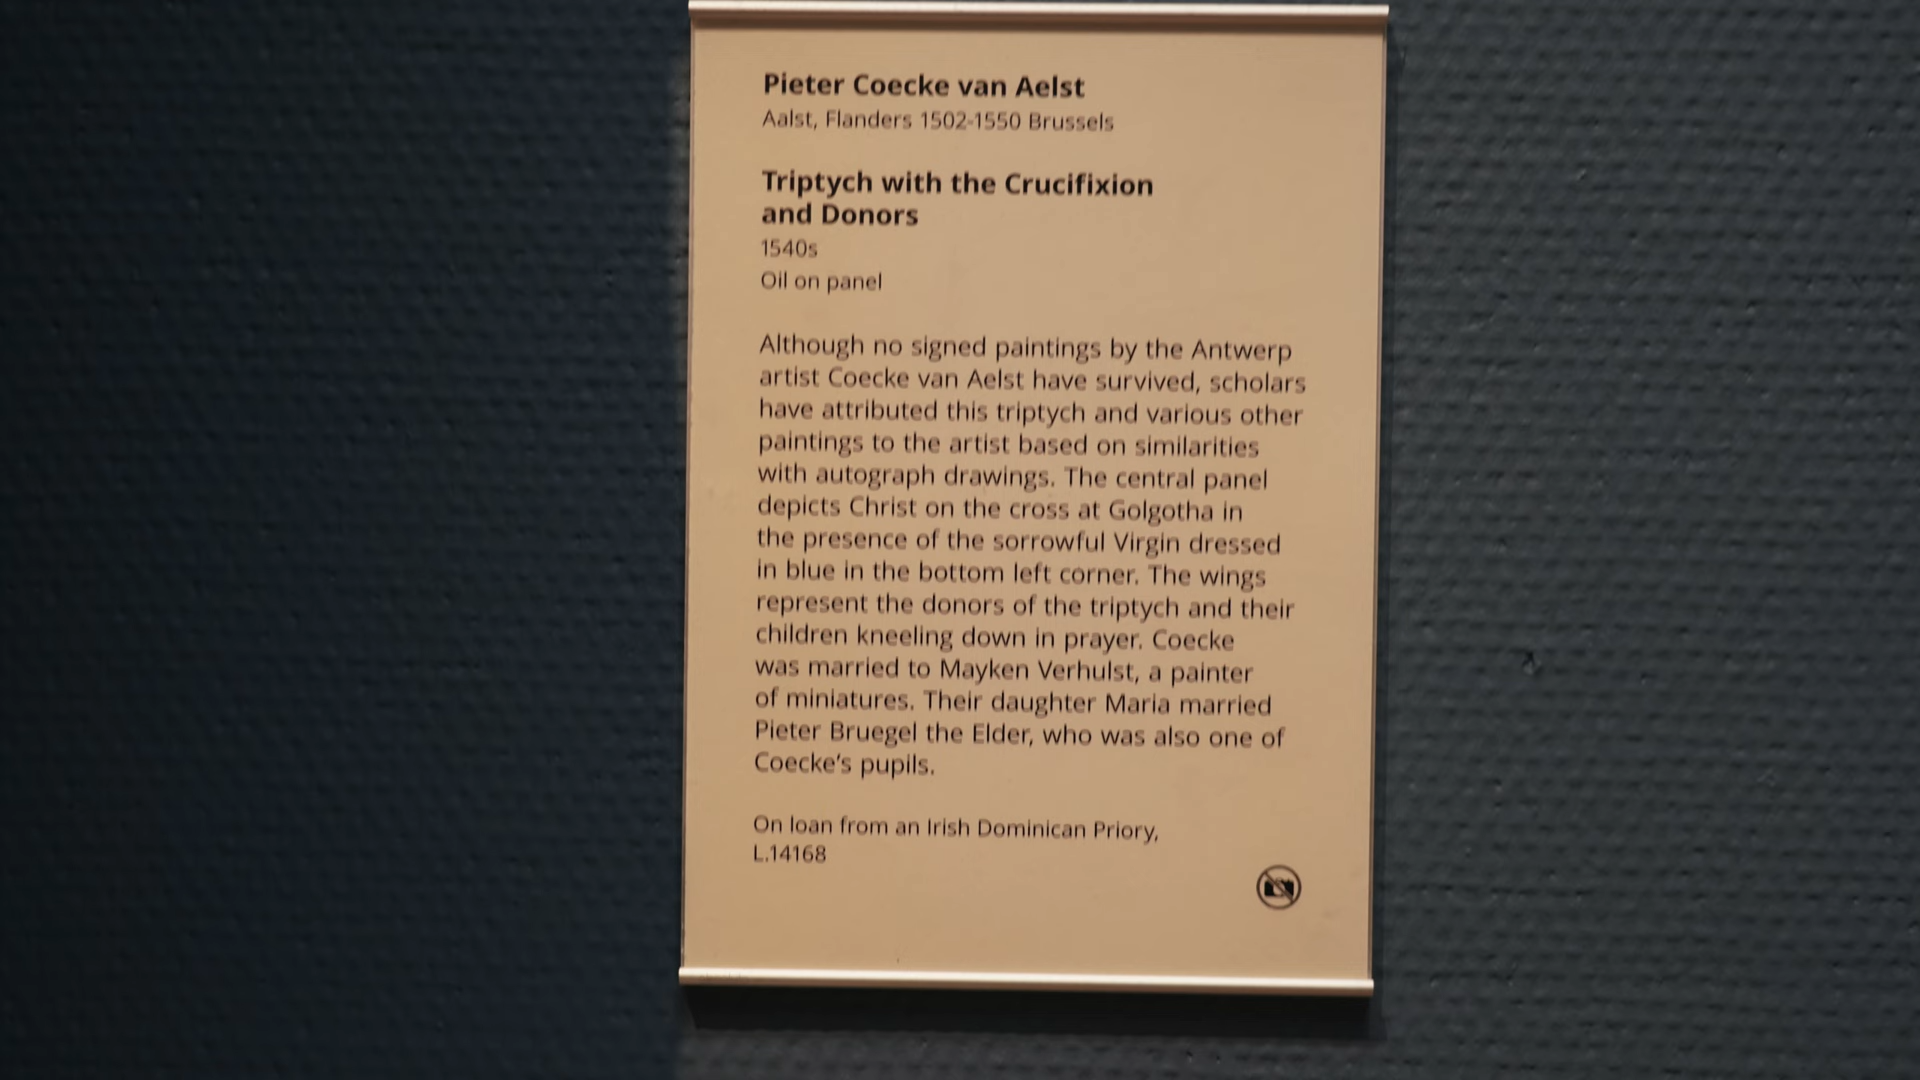 Pieter Coecke van Aelst
Aalst, Flanders 1502-1550 Brussels
Triptych with the Crucifixion
and Donors
1540s
Oil on panel
Although no signed paintings by the Antwerp
artist Coecke van Aelst have survived, scholars
have attributed this triptych and various other
paintings to the artist based on similarities
with autograph drawings. The central panel
depicts Christ on the cross at Golgotha in
the presence of the sorrowful Virgin dressed
in blue in the bottom left corner. The wings
represent the donors of the triptych and their
children kneeling down in prayer. Coecke
was married to Mayken Verhulst, a painter
of miniatures. Their daughter Maria married
Pieter Bruegel the Elder, who was also one of
Coecke’s pupils.
On loan from an Irish Dominican Priory,
L.14168